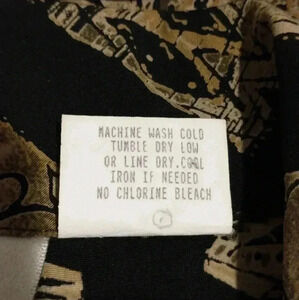 MACHINE WASH COLD
TUMBLE DRY LOW
OR LINE DRY.COOL
IRON IF NEEDED
NO CHLORINE BLEACH